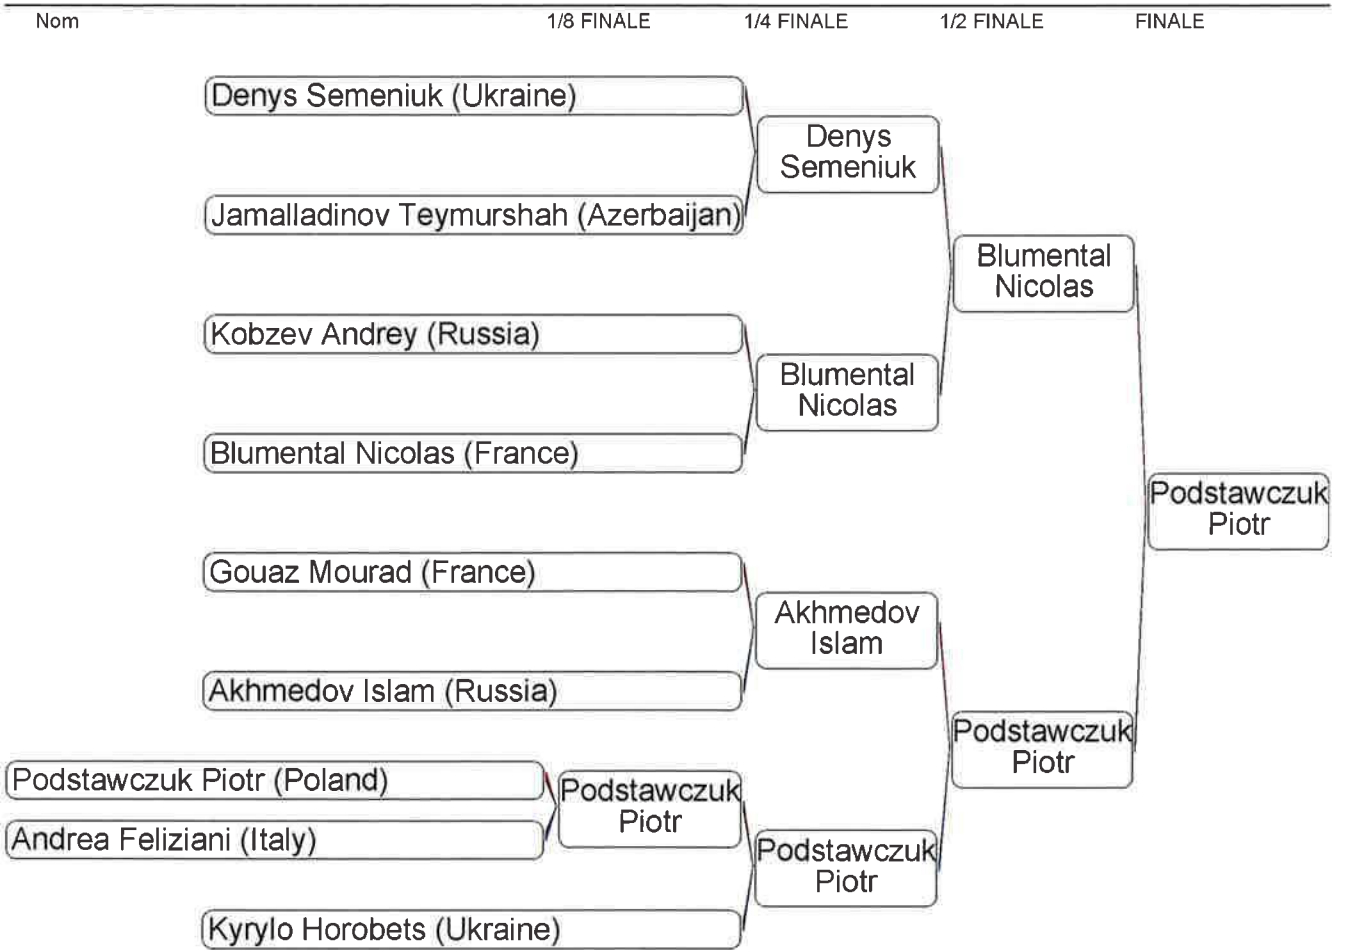 Nom 1/8 FINALE 1/4 FINALE 1/2 FINALE FINALE
Denys Semeniuk (Ukraine)
Denys
Semeniuk
Jamalladinov Teymurshah (Azerbaijan)
Blumental
Nicolas
Kobzev Andrey (Russia)
Blumental
Nicolas
Blumental Nicolas (France)
Podstawczuk
Piotr
Gouaz Mourad (France)
Akhmedov
Islam
Akhmedov Islam (Russia)
Podstawczuk
Piotr
Podstawczuk Piotr (Poland)
Podstawczuk
Piotr
Andrea Feliziani (Italy)
Podstawczuk
Piotr
Kyrylo Horobets (Ukraine)